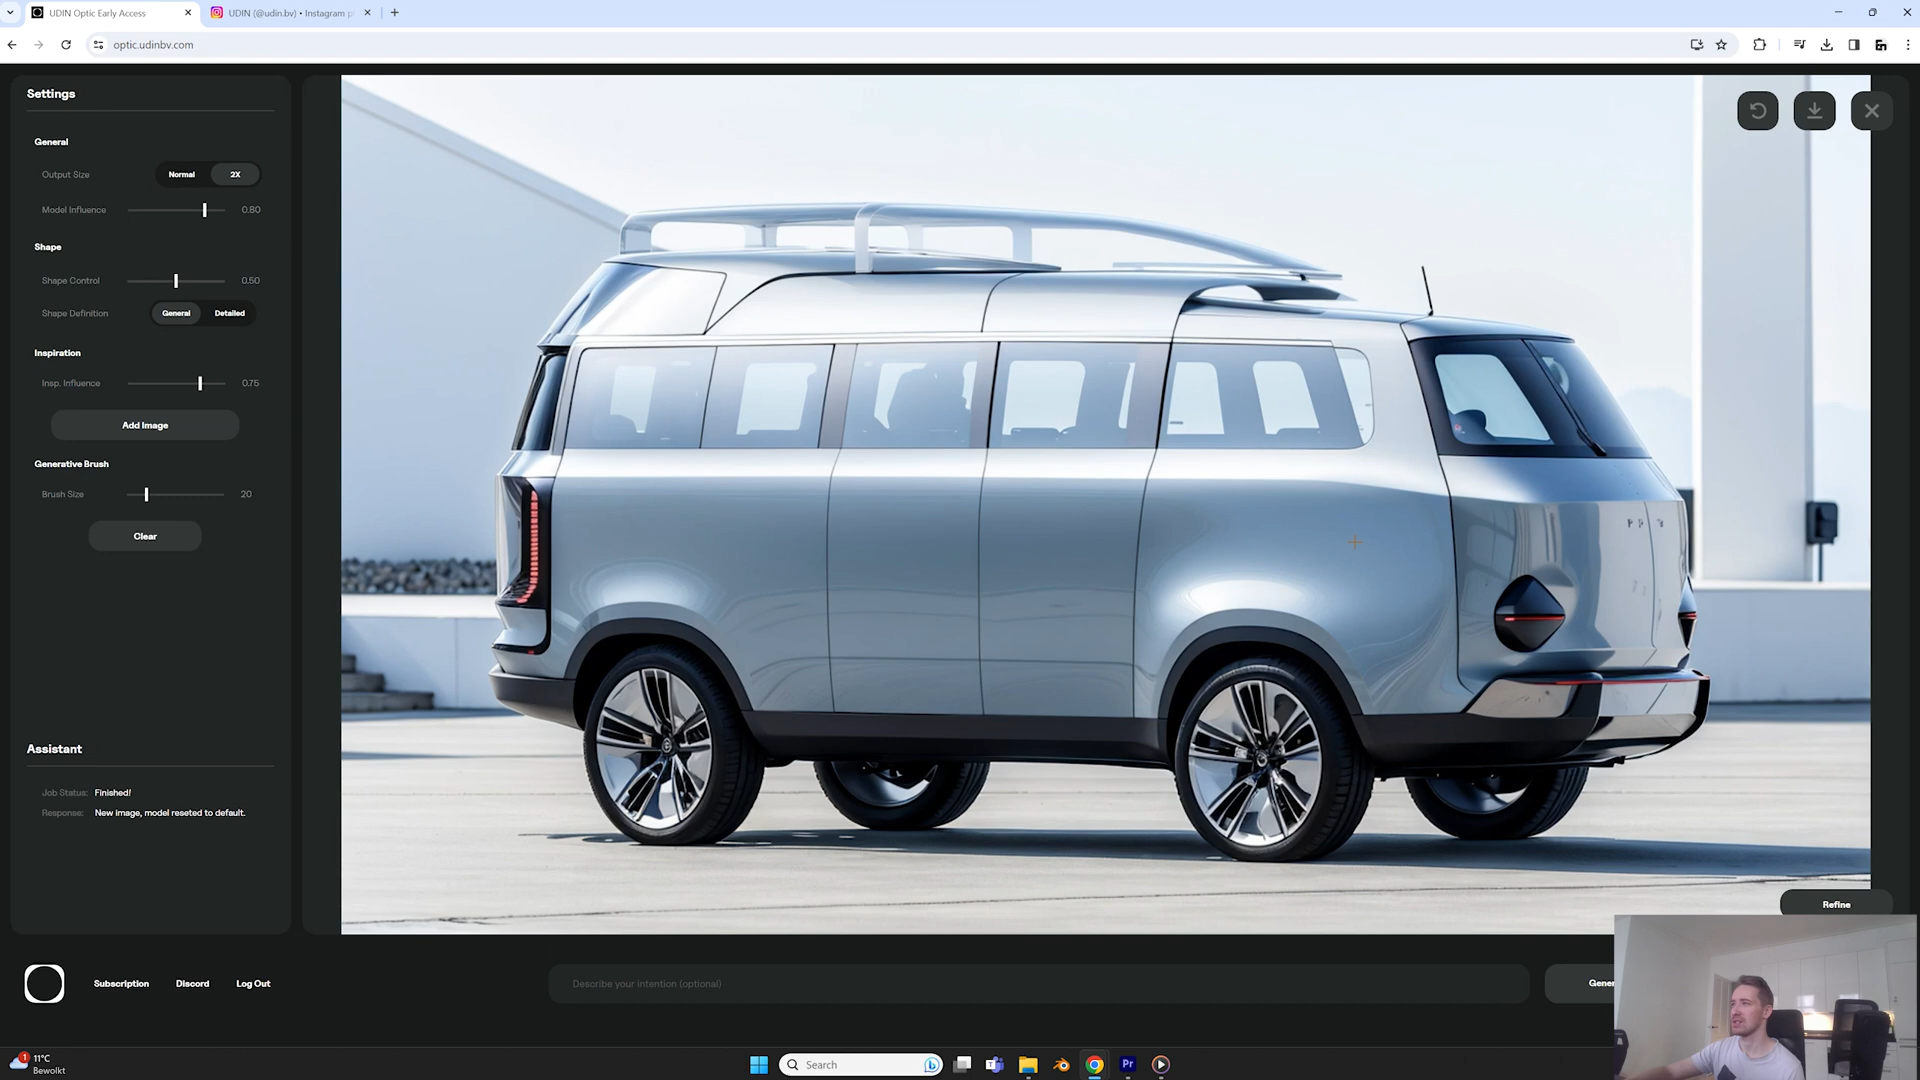 UDIN Optic Early Access
UDIN (@udin.bv) • Instagram p
optic.udinbv.com
Settings
General
Output Size
Normal
2X
Model Influence
0.80
Shape
Shape Control
0.50
Shape Definition
General
Detailed
Inspiration
Insp. Influence
0.75
Add Image
Generative Brush
Brush Size
20
Clear
Assistant
Job Status: Finished!
Response: New image, model reseted to default.
Refine
Subscription
Discord
Log Out
Describe your intention (optional)
Gener
1
11°C
Bewolkt
Search
Pr